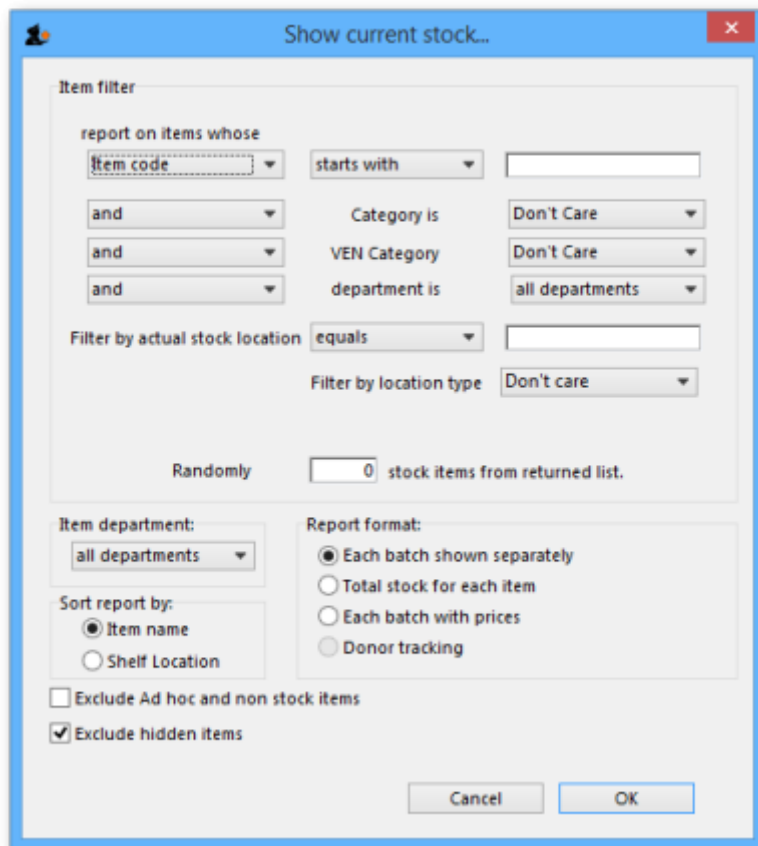 Show current stock...
Item filter
report on items whose
Item code starts with
and Category is Don't Care
and VEN Category Don't Care
and department is all departments
Filter by actual stock location equals
Filter by location type Don't care
Randomly 0 stock items from returned list.
Item department:
all departments
Sort report by:
Item name
Shelf Location
Report format:
Each batch shown separately
Total stock for each item
Each batch with prices
Donor tracking
Exclude Ad hoc and non stock items
Exclude hidden items
Cancel OK